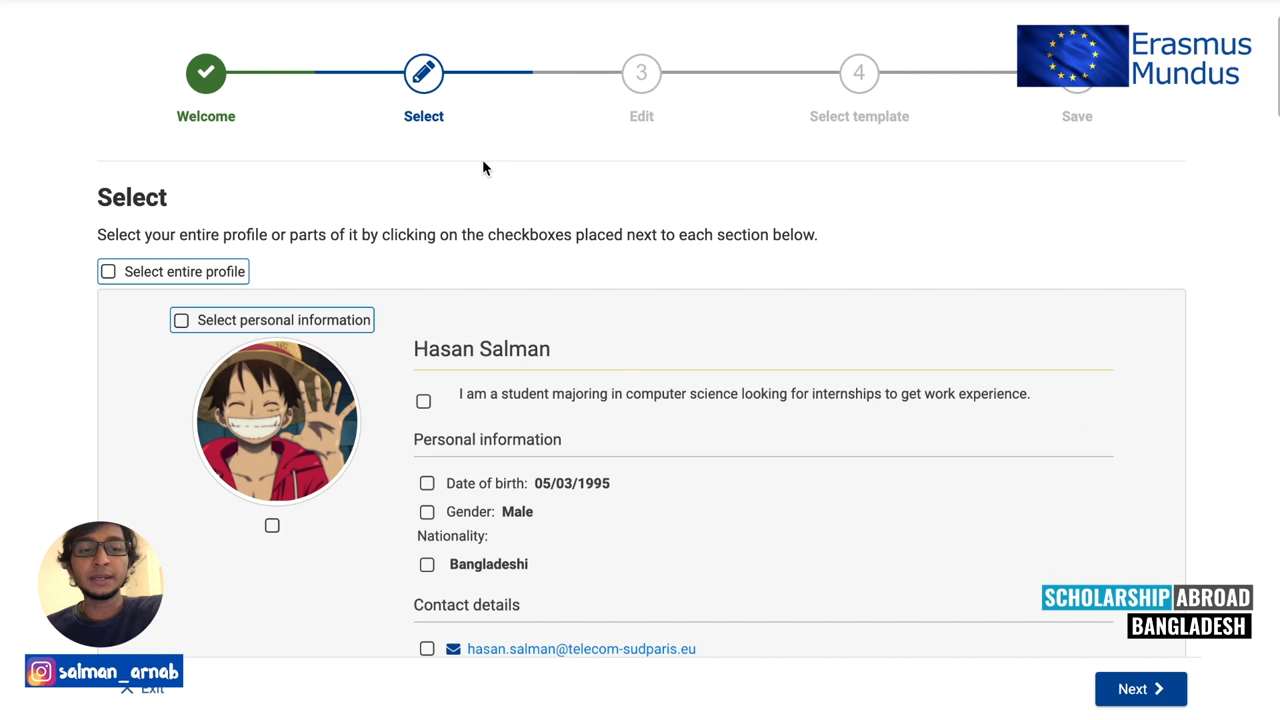 Erasmus
Mundus
3
4
Welcome
Select
Edit
Select template
Save
Select
Select your entire profile or parts of it by clicking on the checkboxes placed next to each section below.
Select entire profile
Select personal information
Hasan Salman
I am a student majoring in computer science looking for internships to get work experience.
Personal information
Date of birth: 05/03/1995
Gender: Male
Nationality:
Bangladeshi
Contact details
hasan.salman@telecom-sudparis.eu
SCHOLARSHIP ABROAD
BANGLADESH
salman_arnab
Exit
Next